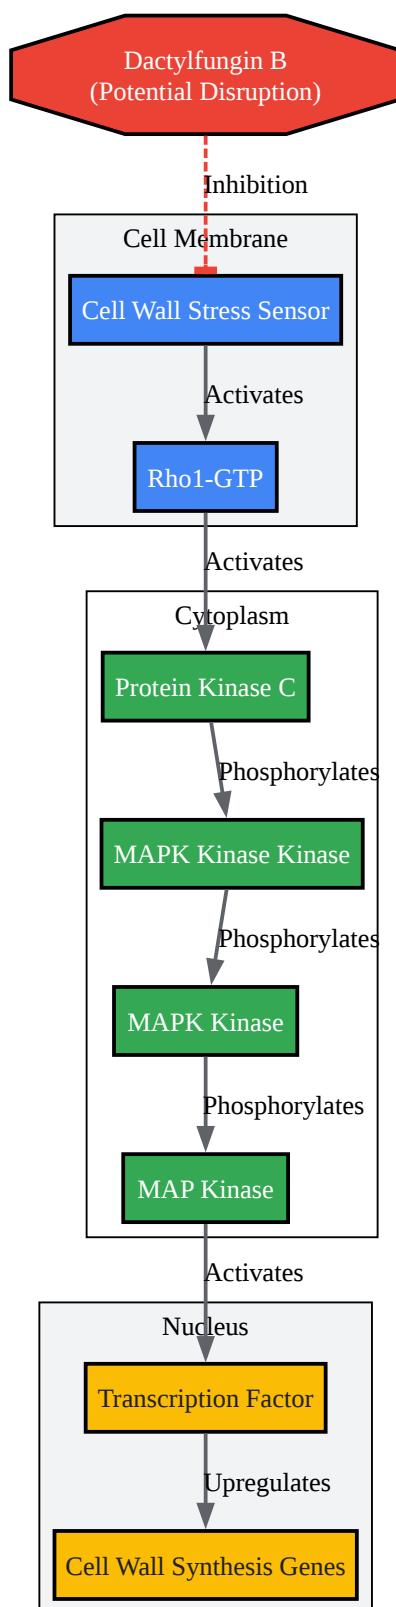 Dactylfungin B
(Potential Disruption)
Inhibition
Cell Membrane
Cell Wall Stress Sensor
Activates
Rho1-GTP
Activates
Cytoplasm
Protein Kinase C
Phosphorylates
MAPK Kinase Kinase
Phosphorylates
MAPK Kinase
Phosphorylates
MAP Kinase
Activates
Nucleus
Transcription Factor
Upregulates
Cell Wall Synthesis Genes